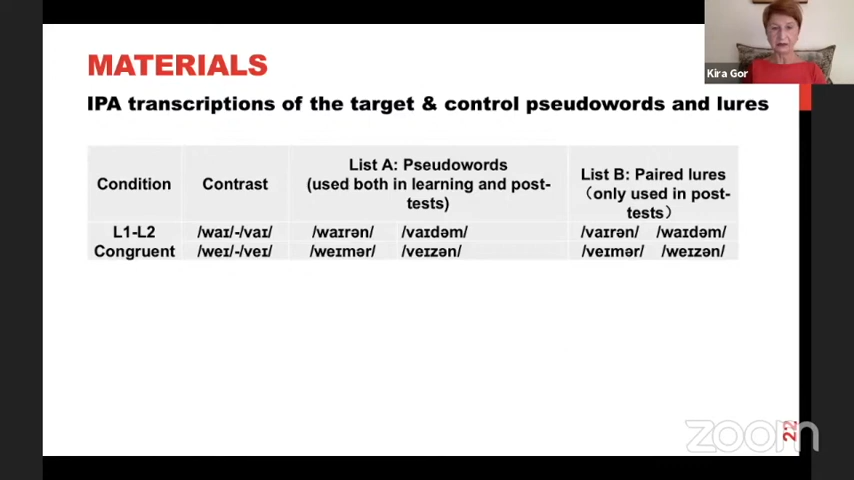 MATERIALS
Kira Gor
IPA transcriptions of the target & control pseudowords and lures
Condition
Contrast
List A: Pseudowords
(used both in learning and post-
tests)
List B: Paired lures
（only used in post-
tests）
L1-L2
Congruent
/waɪ/-/vaɪ/
/waɪrən/
/vaɪdəm/
/vaɪrən/ /waɪdəm/
/weɪ/-/veɪ/
/weɪmər/
/veɪzən/
/veɪmər/ /weɪzən/
22
zoom